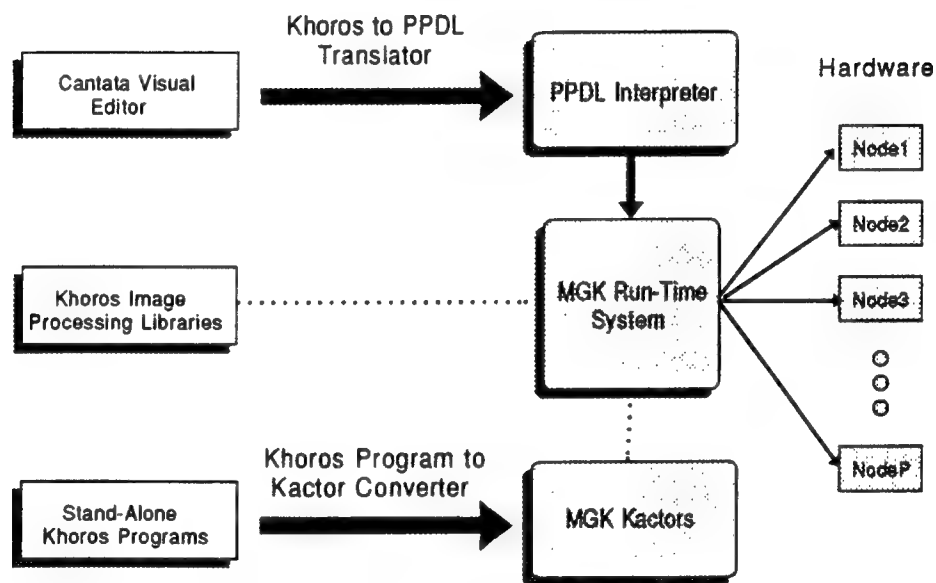 Khoros to PPDL
Translator
Cantata Visual
Editor
PPDL Interpreter
Hardware
Node1
Node2
Khoros Image
Processing Libraries
MGK Run-Time
System
Node3
Khoros Program to
Kactor Converter
NodeP
Stand-Alone
Khoros Programs
MGK Kactors